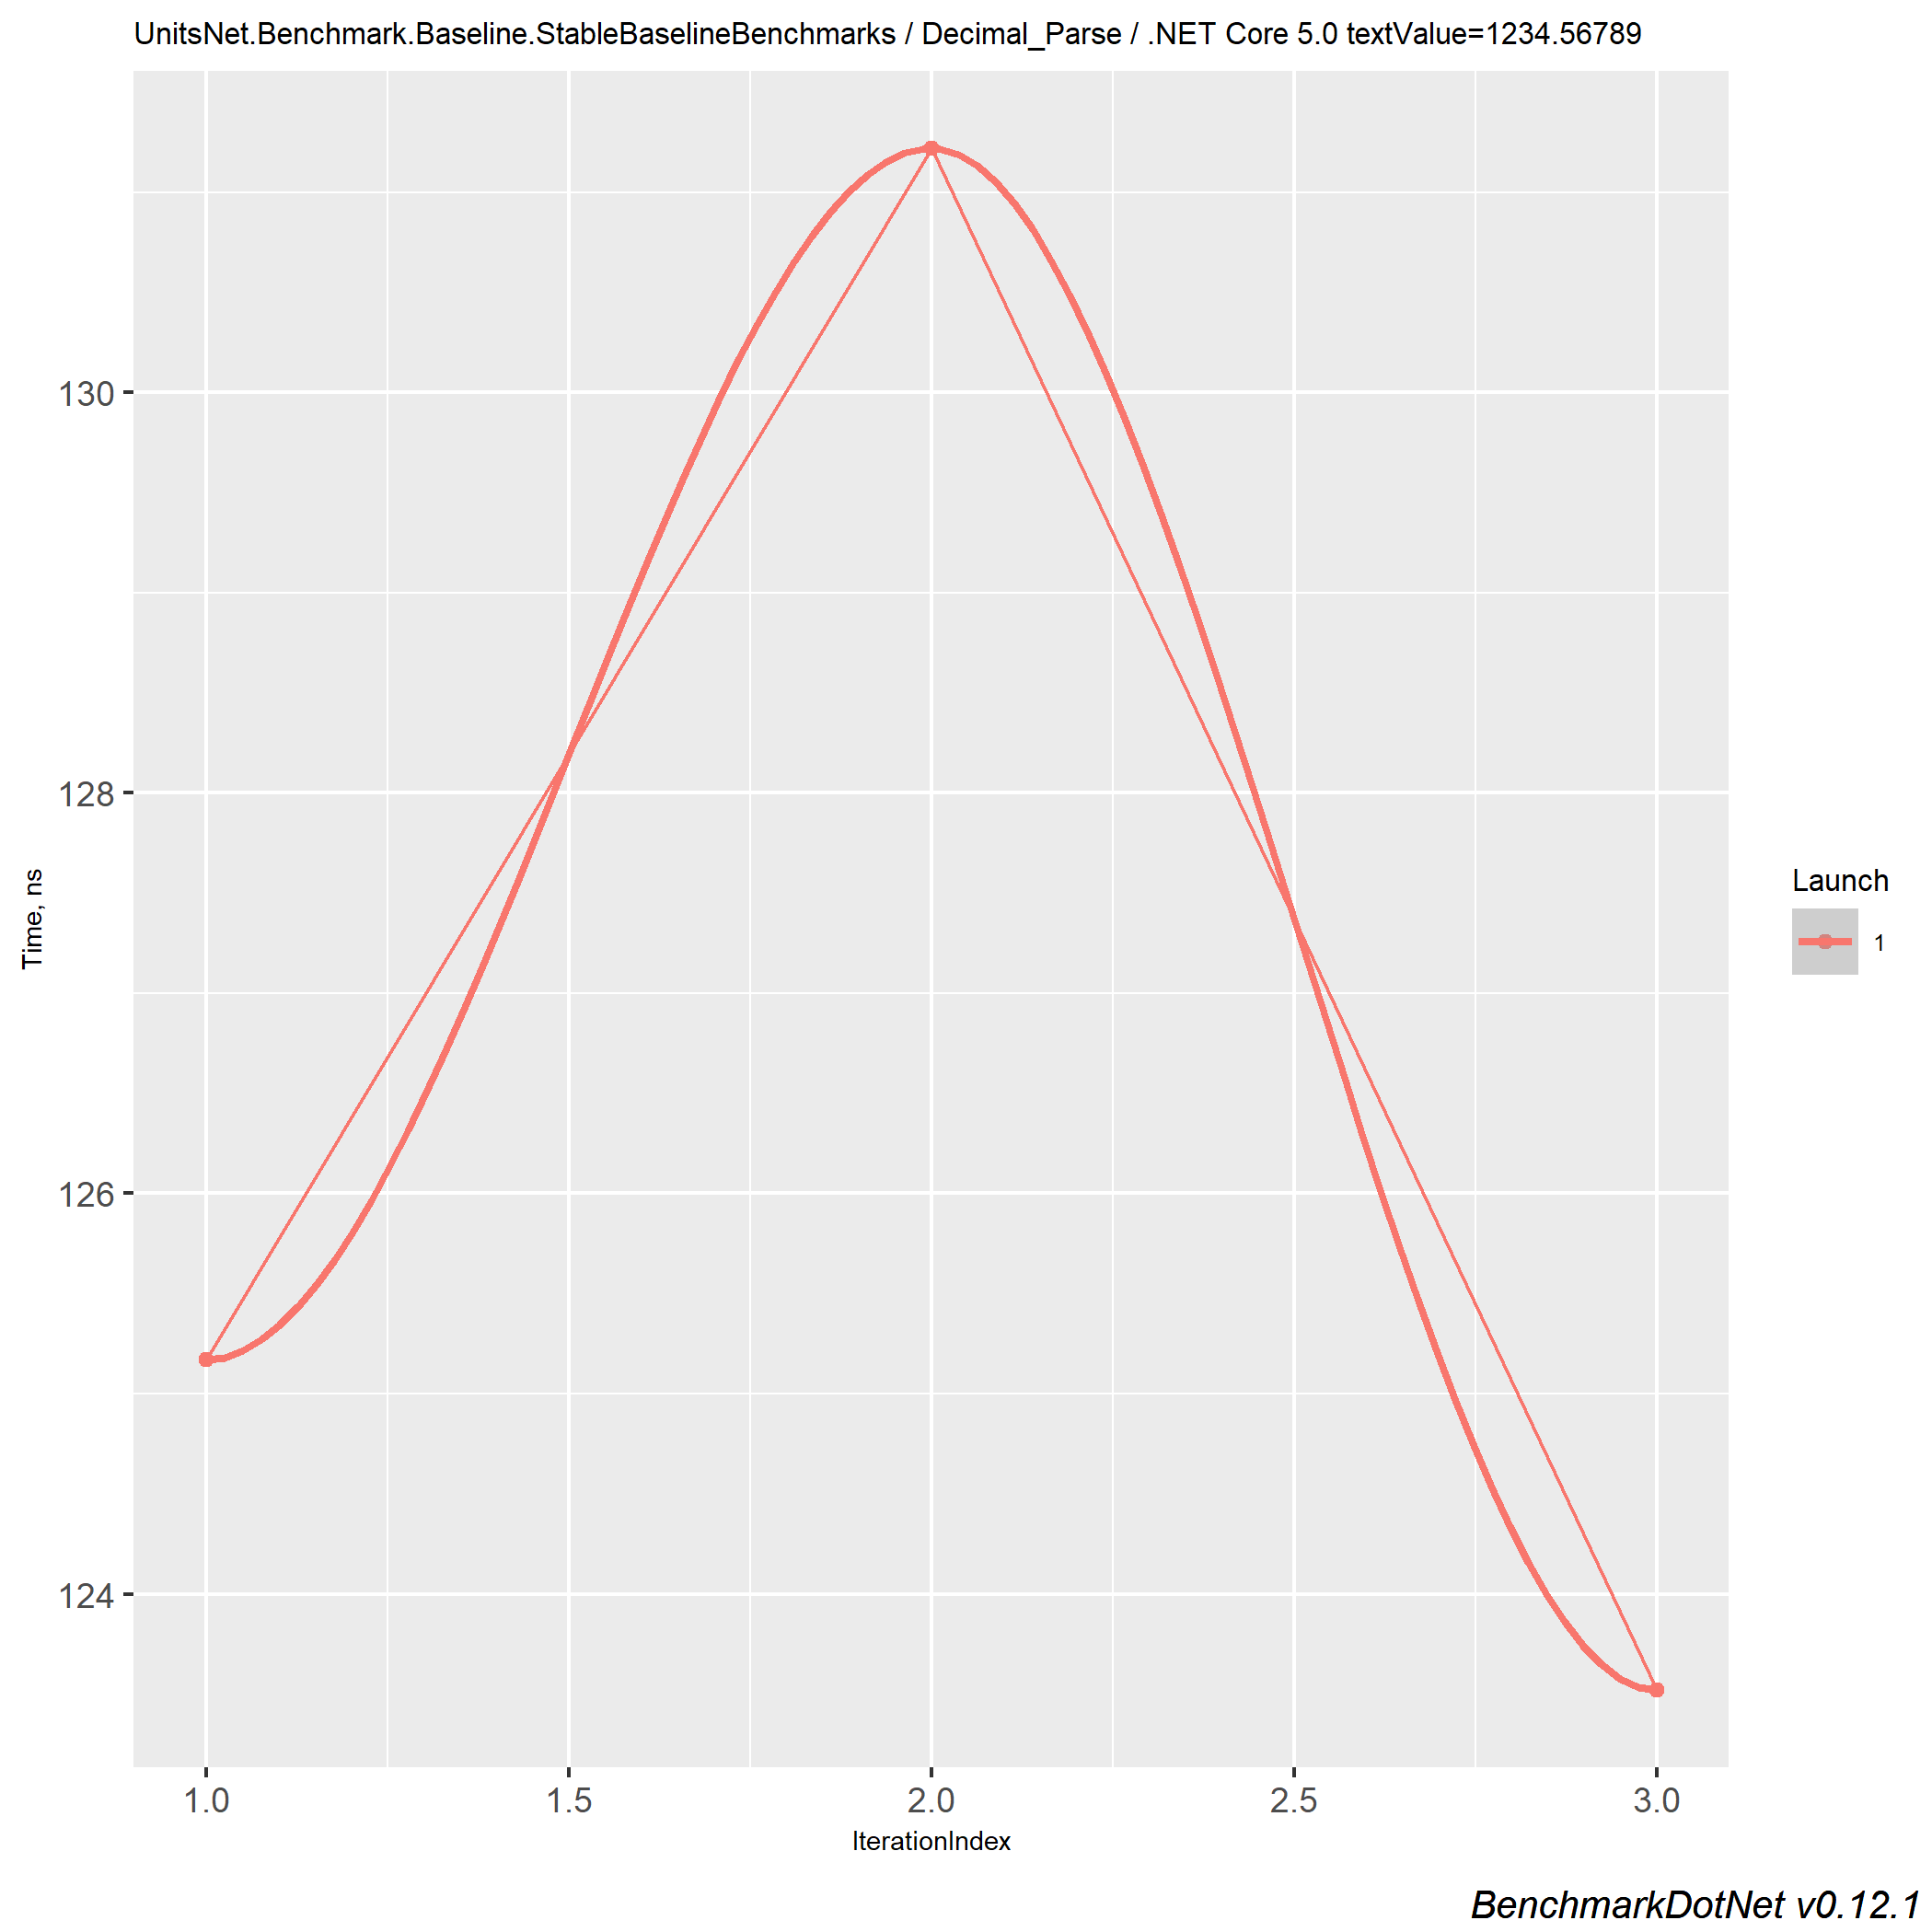 UnitsNet.Benchmark.Baseline.StableBaselineBenchmarks / Decimal_Parse / .NET Core 5.0 textValue=1234.56789
130
128
126
124
Time, ns
1.0 1.5 2.0 2.5 3.0
IterationIndex
Launch
1
BenchmarkDotNet v0.12.1